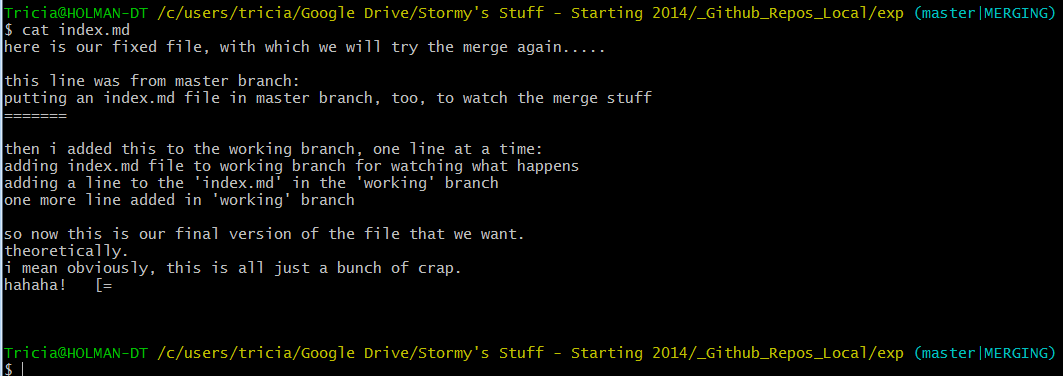 Tricia@HOLMAN-DT /c/users/tricia/Google Drive/Stormy's Stuff - Starting 2014/_Github_Repos_Local/exp (master|MERGING)
$ cat index.md
here is our fixed file, with which we will try the merge again.....
this line was from master branch:
putting an index.md file in master branch, too, to watch the merge stuff
=======
then i added this to the working branch, one line at a time:
adding index.md file to working branch for watching what happens
adding a line to the 'index.md' in the 'working' branch
one more line added in 'working' branch
so now this is our final version of the file that we want.
theoretically.
i mean obviously, this is all just a bunch of crap.
hahaha!   [=
Tricia@HOLMAN-DT /c/users/tricia/Google Drive/Stormy's Stuff - Starting 2014/_Github_Repos_Local/exp (master|MERGING)
$